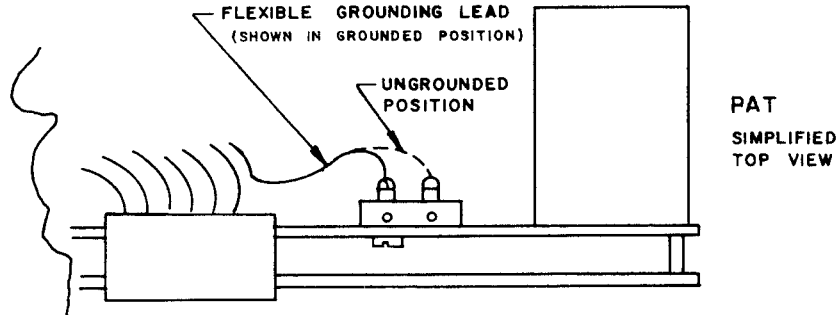 FLEXIBLE GROUNDING LEAD
(SHOWN IN GROUNDED POSITION)
UNGROUNDED
POSITION
PAT
SIMPLIFIED
TOP VIEW